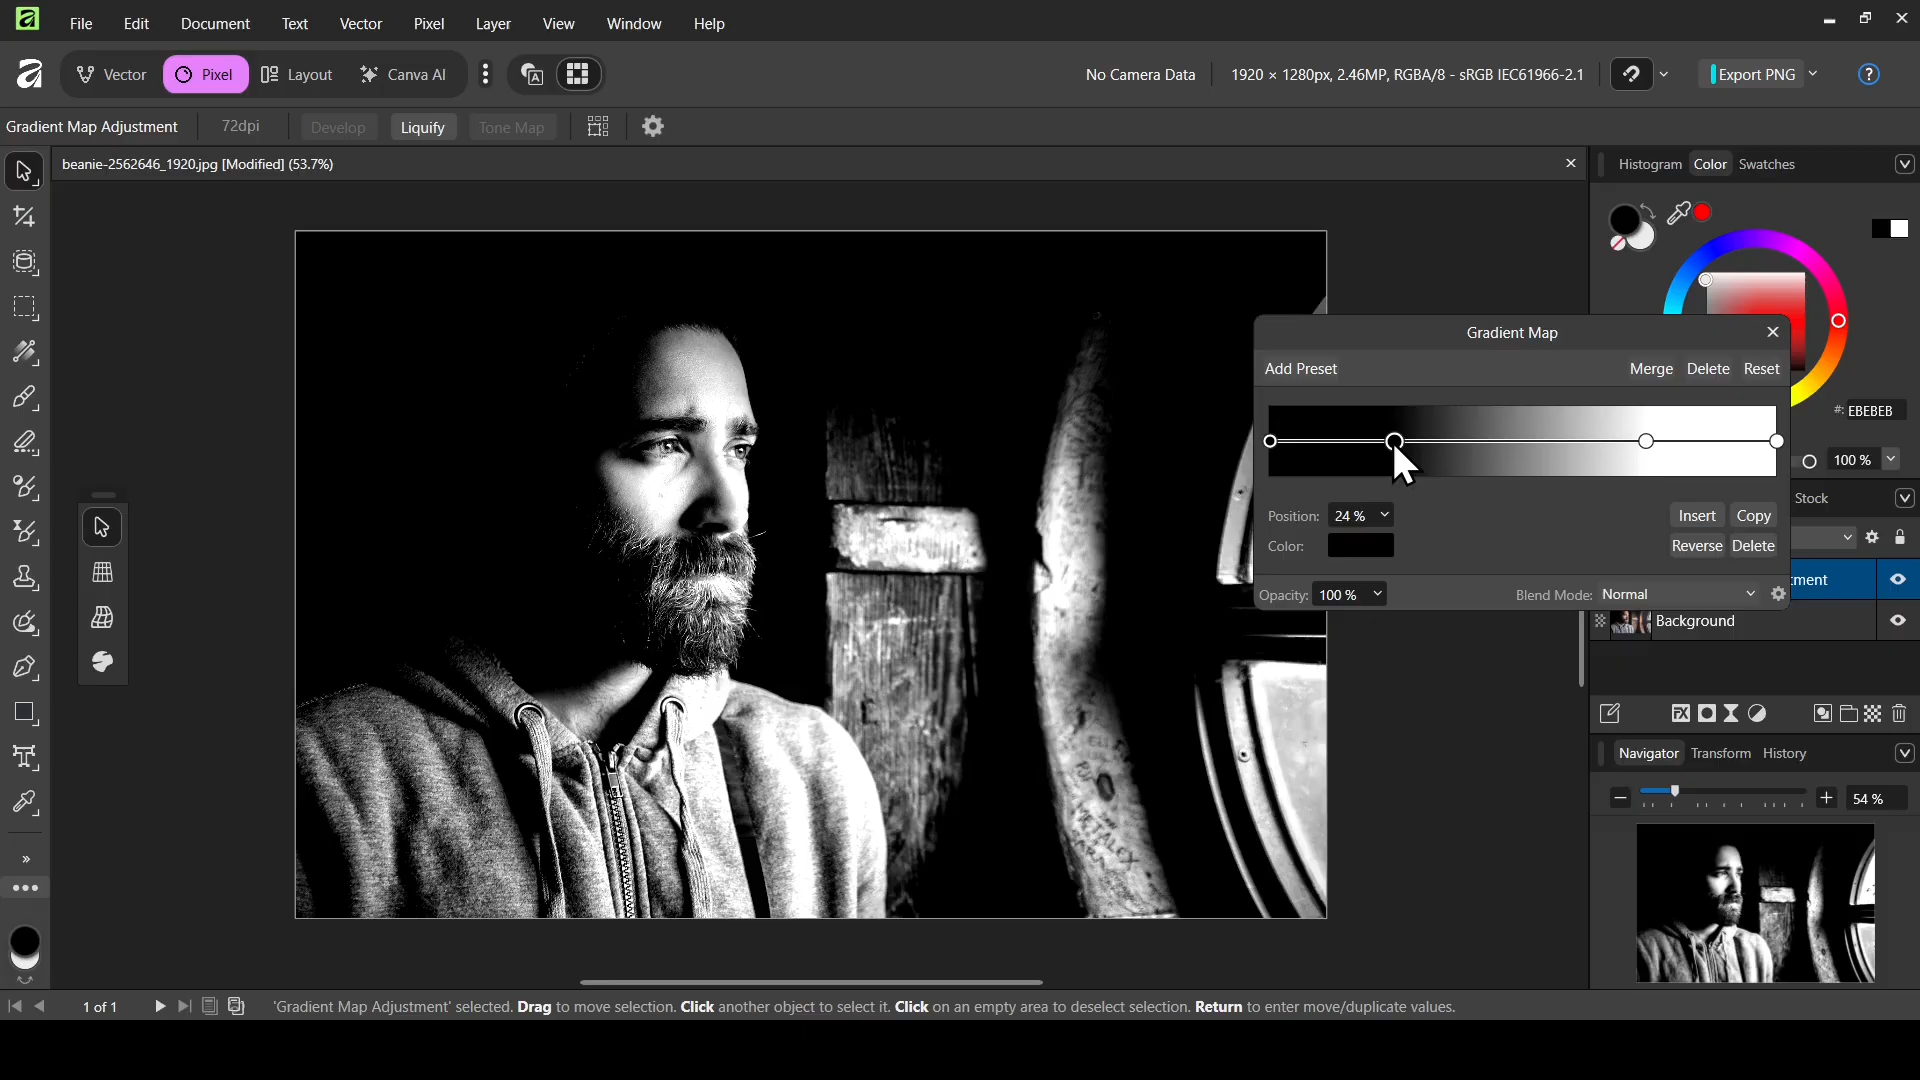 File Edit Document Text Vector Pixel Layer View Window Help
Vector Pixel Layout Canva AI No Camera Data 1920 × 1280px, 2.46MP, RGBA/8 - sRGB IEC61966-2.1 Export PNG ?
Gradient Map Adjustment 72dpi Develop Liquify Tone Map
beanie-2562646_1920.jpg [Modified] (53.7%)
Histogram Color Swatches
Gradient Map
Add Preset Merge Delete Reset
#: EBEBEB
100 %
Stock
Position: 24 % Insert Copy
Color: Reverse Delete
Opacity: 100 % Blend Mode: Normal
ment
Background
FX
Navigator Transform History
54 %
1 of 1 'Gradient Map Adjustment' selected. Drag to move selection. Click another object to select it. Click on an empty area to deselect selection. Return to enter move/duplicate values.